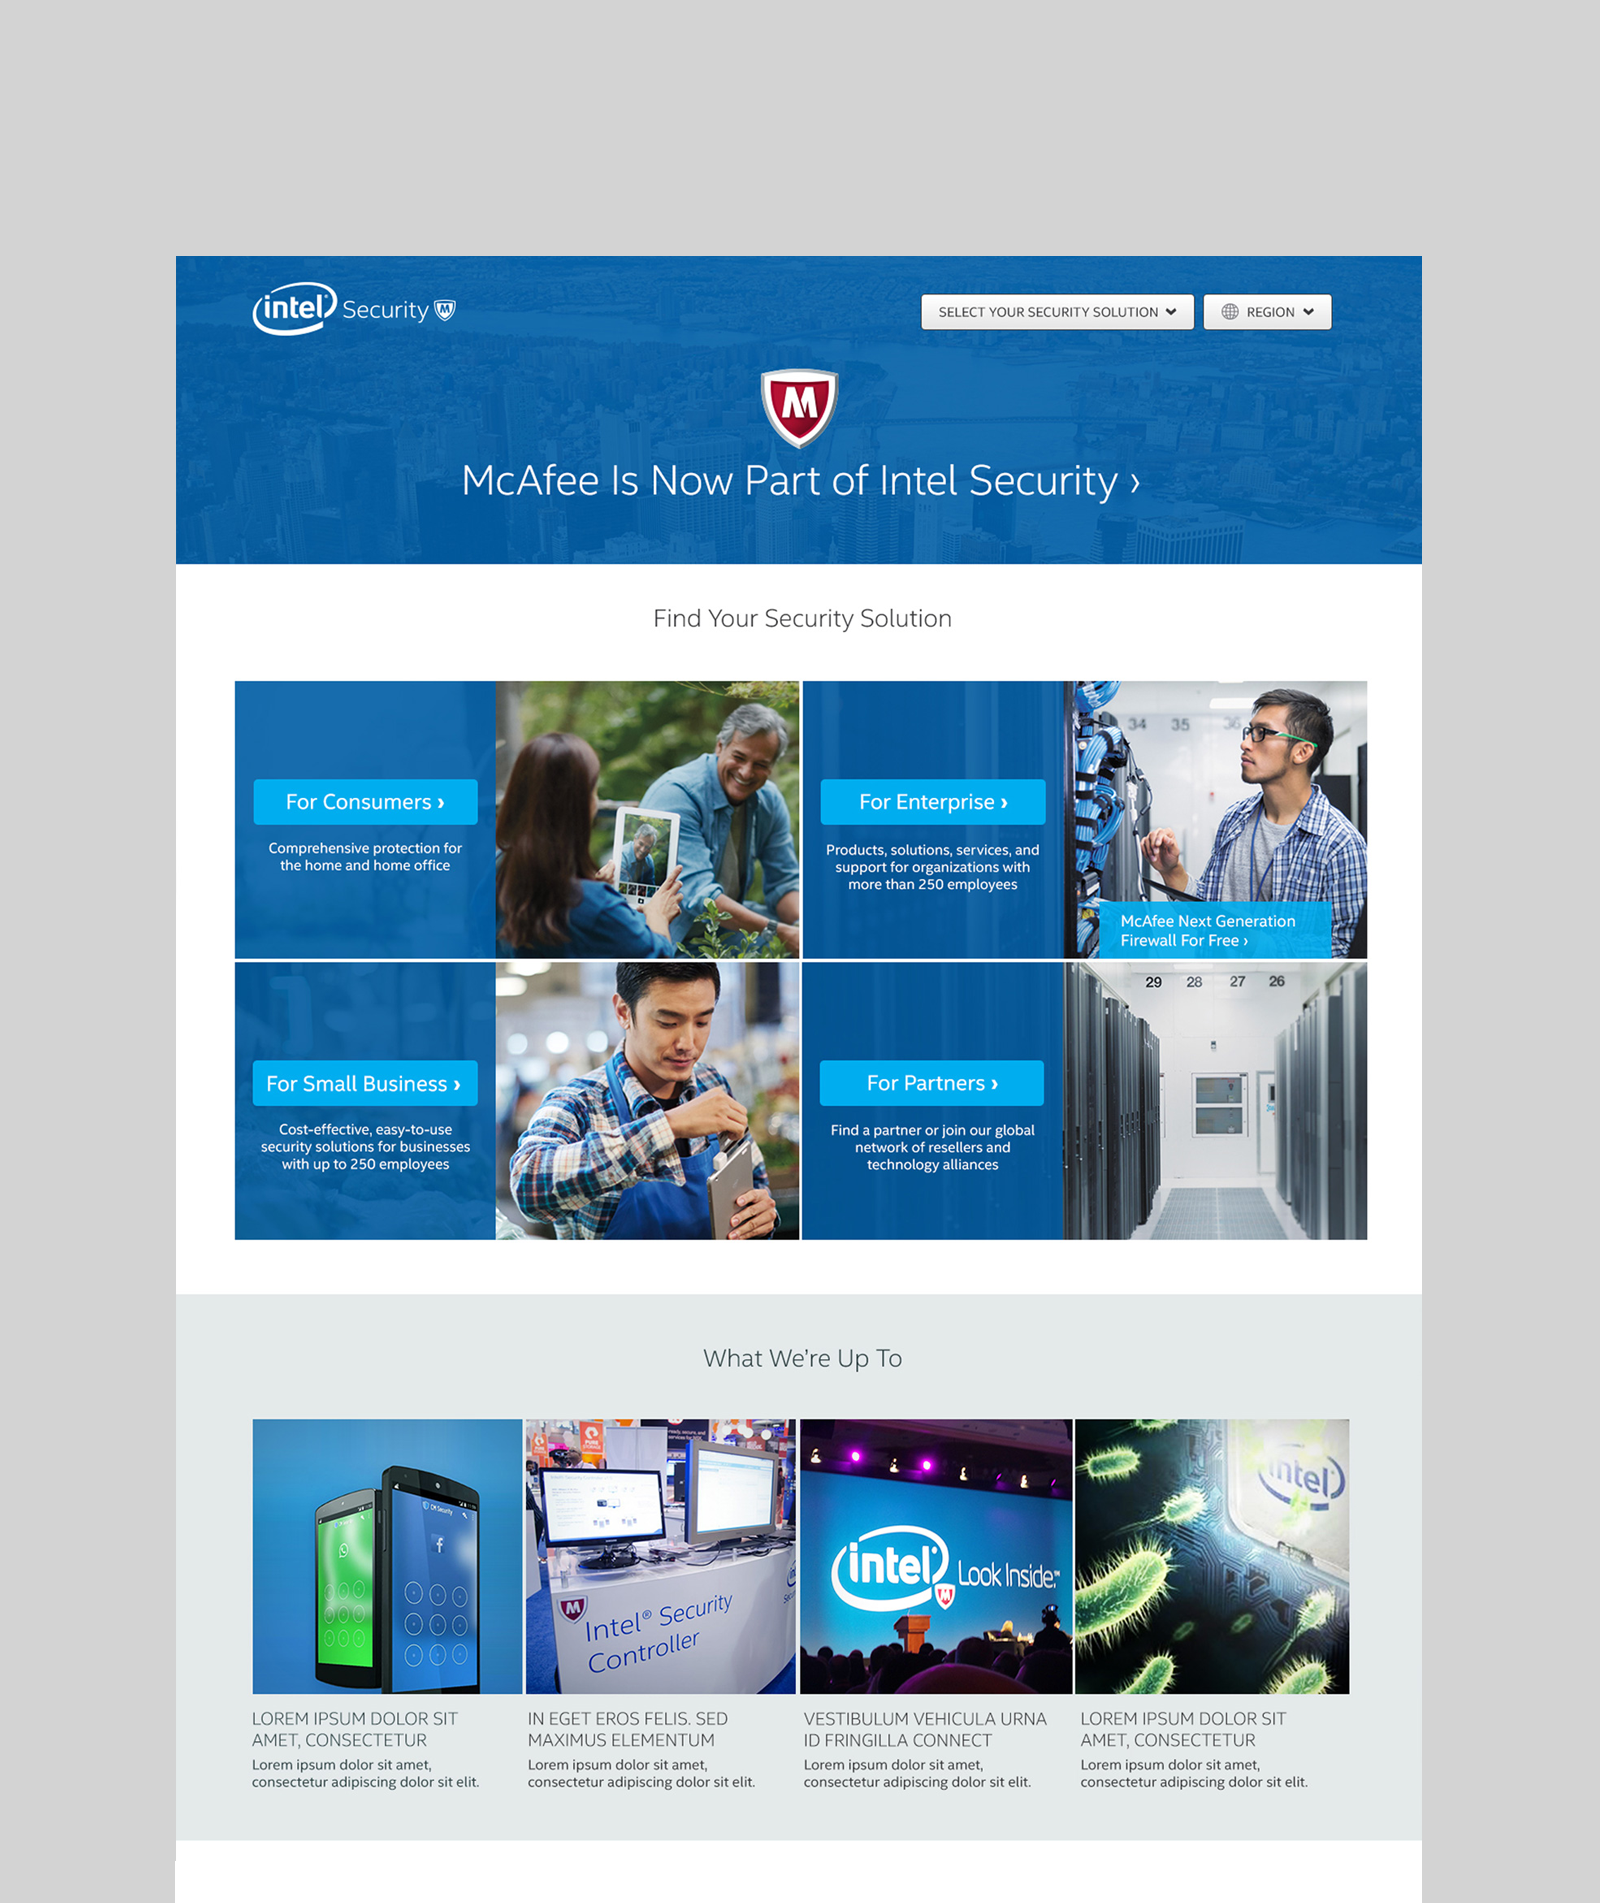 intel Security M
SELECT YOUR SECURITY SOLUTION
REGION
M
McAfee Is Now Part of Intel Security ›
Find Your Security Solution
For Consumers ›
Comprehensive protection for
the home and home office
34 35 36
For Enterprise ›
Products, solutions, services, and
support for organizations with
more than 250 employees
McAfee Next Generation
Firewall For Free ›
For Small Business ›
Cost-effective, easy-to-use
security solutions for businesses
with up to 250 employees
29 28 27 26
For Partners ›
Find a partner or join our global
network of resellers and
technology alliances
What We're Up To
CM Security
f
PURE
M
Intel® Security
Controller
intel Look Inside.™
M
intel
LOREM IPSUM DOLOR SIT
AMET, CONSECTETUR
Lorem ipsum dolor sit amet,
consectetur adipiscing dolor sit elit.
IN EGET EROS FELIS. SED
MAXIMUS ELEMENTUM
Lorem ipsum dolor sit amet,
consectetur adipiscing dolor sit elit.
VESTIBULUM VEHICULA URNA
ID FRINGILLA CONNECT
Lorem ipsum dolor sit amet,
consectetur adipiscing dolor sit elit.
LOREM IPSUM DOLOR SIT
AMET, CONSECTETUR
Lorem ipsum dolor sit amet,
consectetur adipiscing dolor sit elit.